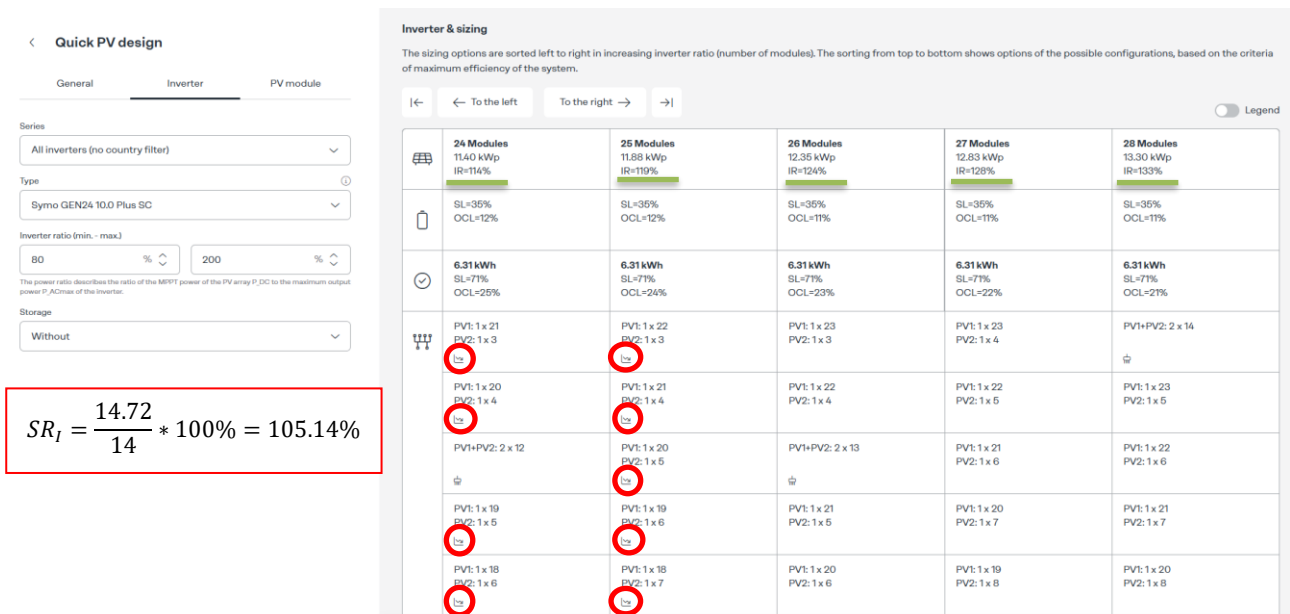 Quick PV design
General Inverter PV module
Series
All inverters (no country filter)
Type
Symo GEN24 10.0 Plus SC
Inverter ratio (min. - max.)
80 % 200 %
The power ratio describes the ratio of the MPPT power of the PV array P_DC to the maximum output
power P_ACmax of the inverter.
Storage
Without
SR_I = 14.72/14 * 100% = 105.14%
Inverter & sizing
The sizing options are sorted left to right in increasing inverter ratio (number of modules). The sorting from top to bottom shows options of the possible configurations, based on the criteria
of maximum efficiency of the system.
To the left To the right
Legend
24 Modules 25 Modules 26 Modules 27 Modules 28 Modules
11.40 kWp 11.88 kWp 12.35 kWp 12.83 kWp 13.30 kWp
IR=114% IR=119% IR=124% IR=128% IR=133%
SL=35% SL=35% SL=35% SL=35% SL=35%
OCL=12% OCL=12% OCL=11% OCL=11% OCL=11%
6.31 kWh 6.31 kWh 6.31 kWh 6.31 kWh 6.31 kWh
SL=71% SL=71% SL=71% SL=71% SL=71%
OCL=25% OCL=24% OCL=23% OCL=22% OCL=21%
PV1: 1 x 21 PV1: 1 x 22 PV1: 1 x 23 PV1: 1 x 23 PV1+PV2: 2 x 14
PV2: 1 x 3 PV2: 1 x 3 PV2: 1 x 3 PV2: 1 x 4
PV1: 1 x 20 PV1: 1 x 21 PV1: 1 x 22 PV1: 1 x 22 PV1: 1 x 23
PV2: 1 x 4 PV2: 1 x 4 PV2: 1 x 4 PV2: 1 x 5 PV2: 1 x 5
PV1+PV2: 2 x 12 PV1: 1 x 20 PV1+PV2: 2 x 13 PV1: 1 x 21 PV1: 1 x 22
PV2: 1 x 5 PV2: 1 x 6 PV2: 1 x 6
PV1: 1 x 19 PV1: 1 x 19 PV1: 1 x 21 PV1: 1 x 20 PV1: 1 x 21
PV2: 1 x 5 PV2: 1 x 6 PV2: 1 x 5 PV2: 1 x 7 PV2: 1 x 7
PV1: 1 x 18 PV1: 1 x 18 PV1: 1 x 20 PV1: 1 x 19 PV1: 1 x 20
PV2: 1 x 6 PV2: 1 x 7 PV2: 1 x 6 PV2: 1 x 8 PV2: 1 x 8